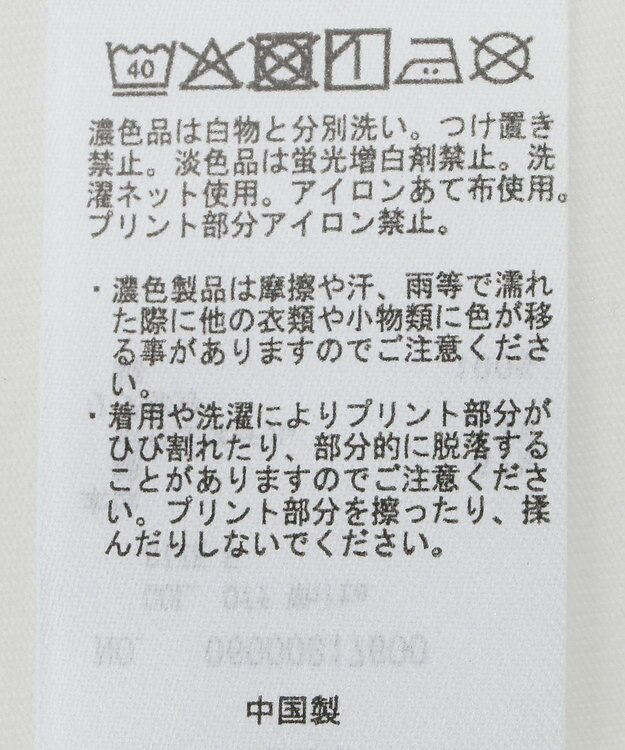 40
濃色品は白物と分別洗い。つけ置き
禁止。淡色品は蛍光増白剤禁止。洗
濯ネット使用。アイロンあて布使用。
プリント部分アイロン禁止。
・濃色製品は摩擦や汗、雨等で濡れ
た際に他の衣類や小物類に色が移
る事がありますのでご注意くださ
い。
・着用や洗濯によりプリント部分が
ひび割れたり、部分的に脱落する
ことがありますのでご注意くださ
い。プリント部分を擦ったり、揉
んだりしないでください。
中国製